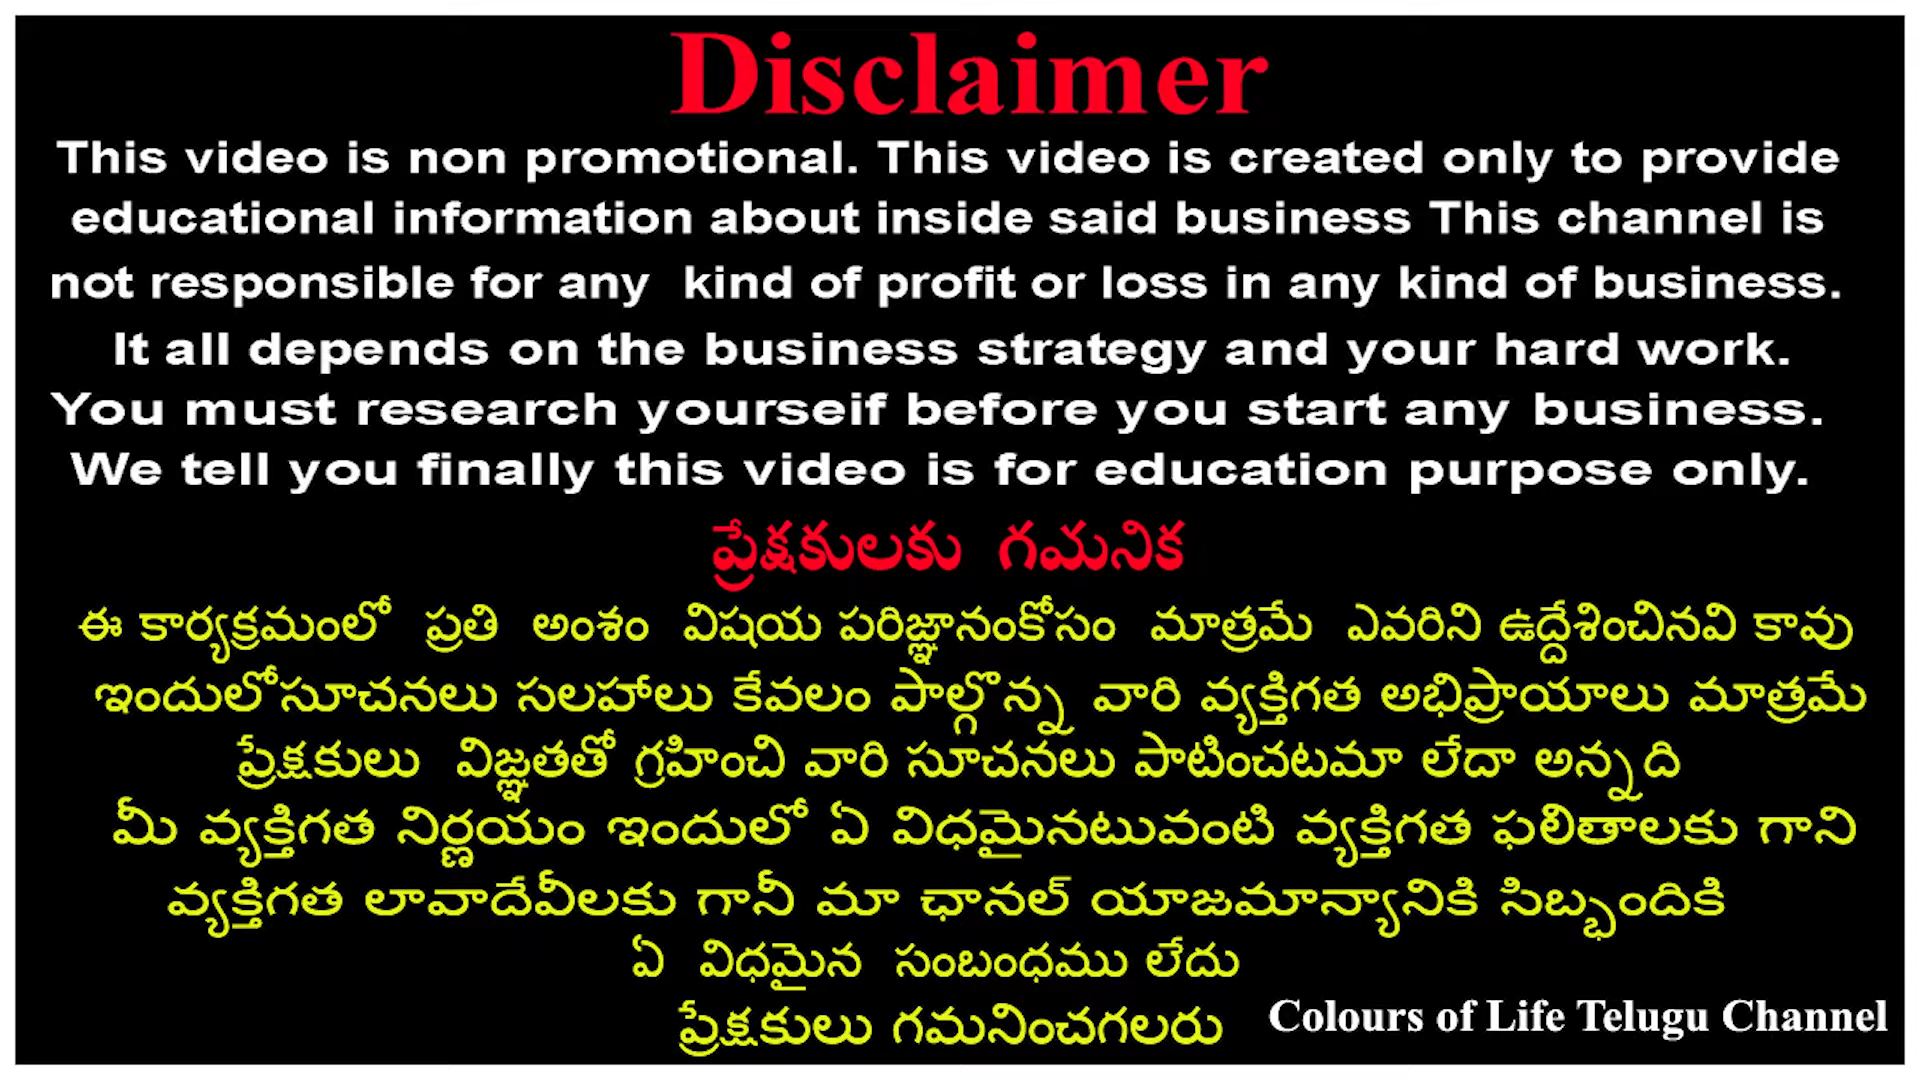 Disclaimer
This video is non promotional. This video is created only to provide
educational information about inside said business This channel is
not responsible for any kind of profit or loss in any kind of business.
It all depends on the business strategy and your hard work.
You must research yourseif before you start any business.
We tell you finally this video is for education purpose only.
ప్రేక్షకులకు గమనిక
ఈ కార్యక్రమంలో ప్రతి అంశం విషయ పరిజ్ఞానంకోసం మాత్రమే ఎవరిని ఉద్దేశించినవి కావు
ఇందులోసూచనలు సలహాలు కేవలం పాల్గొన్న వారి వ్యక్తిగత అభిప్రాయాలు మాత్రమే
ప్రేక్షకులు విజ్ఞతతో గ్రహించి వారి సూచనలు పాటించటమా లేదా అన్నది
మీ వ్యక్తిగత నిర్ణయం ఇందులో ఏ విధమైనటువంటి వ్యక్తిగత ఫలితాలకు గాని
వ్యక్తిగత లావాదేవీలకు గానీ మా ఛానల్ యాజమాన్యానికి సిబ్బందికి
ఏ విధమైన సంబంధము లేదు
ప్రేక్షకులు గమనించగలరు
Colours of Life Telugu Channel